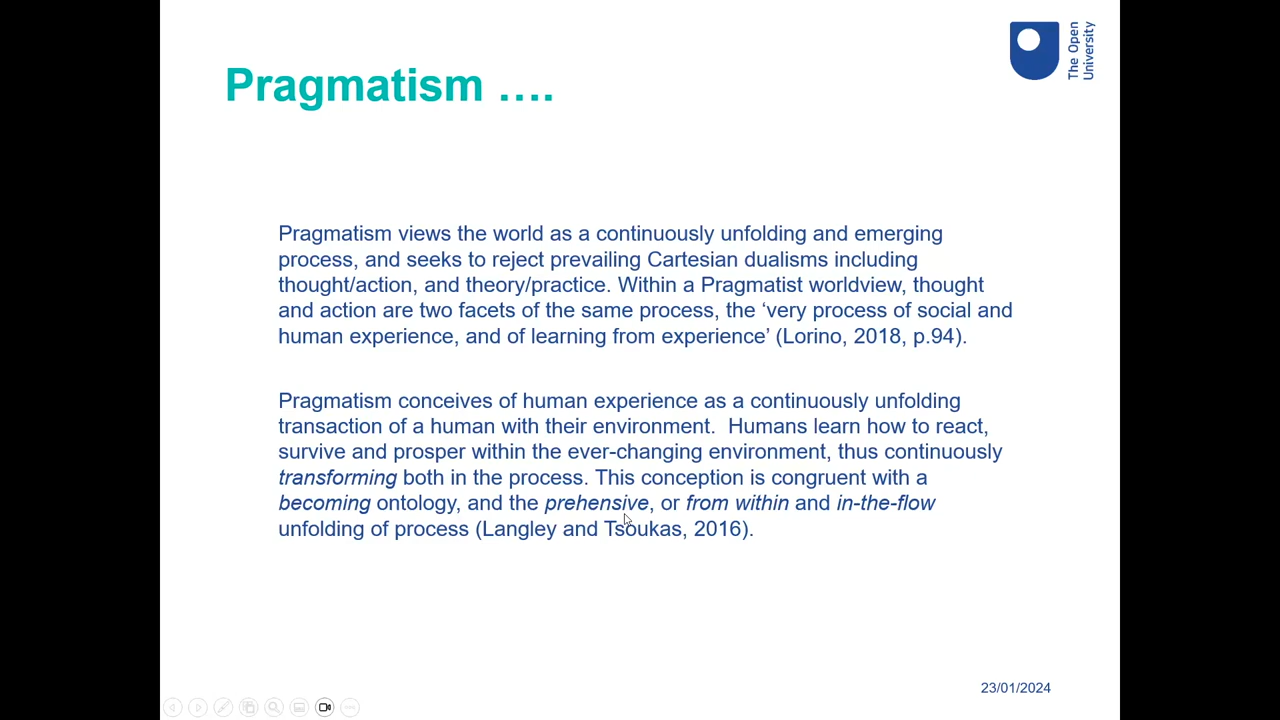 The Open
University
Pragmatism ….
Pragmatism views the world as a continuously unfolding and emerging
process, and seeks to reject prevailing Cartesian dualisms including
thought/action, and theory/practice. Within a Pragmatist worldview, thought
and action are two facets of the same process, the ‘very process of social and
human experience, and of learning from experience’ (Lorino, 2018, p.94).
Pragmatism conceives of human experience as a continuously unfolding
transaction of a human with their environment.  Humans learn how to react,
survive and prosper within the ever-changing environment, thus continuously
transforming both in the process. This conception is congruent with a
becoming ontology, and the prehensive, or from within and in-the-flow
unfolding of process (Langley and Tsoukas, 2016).
23/01/2024